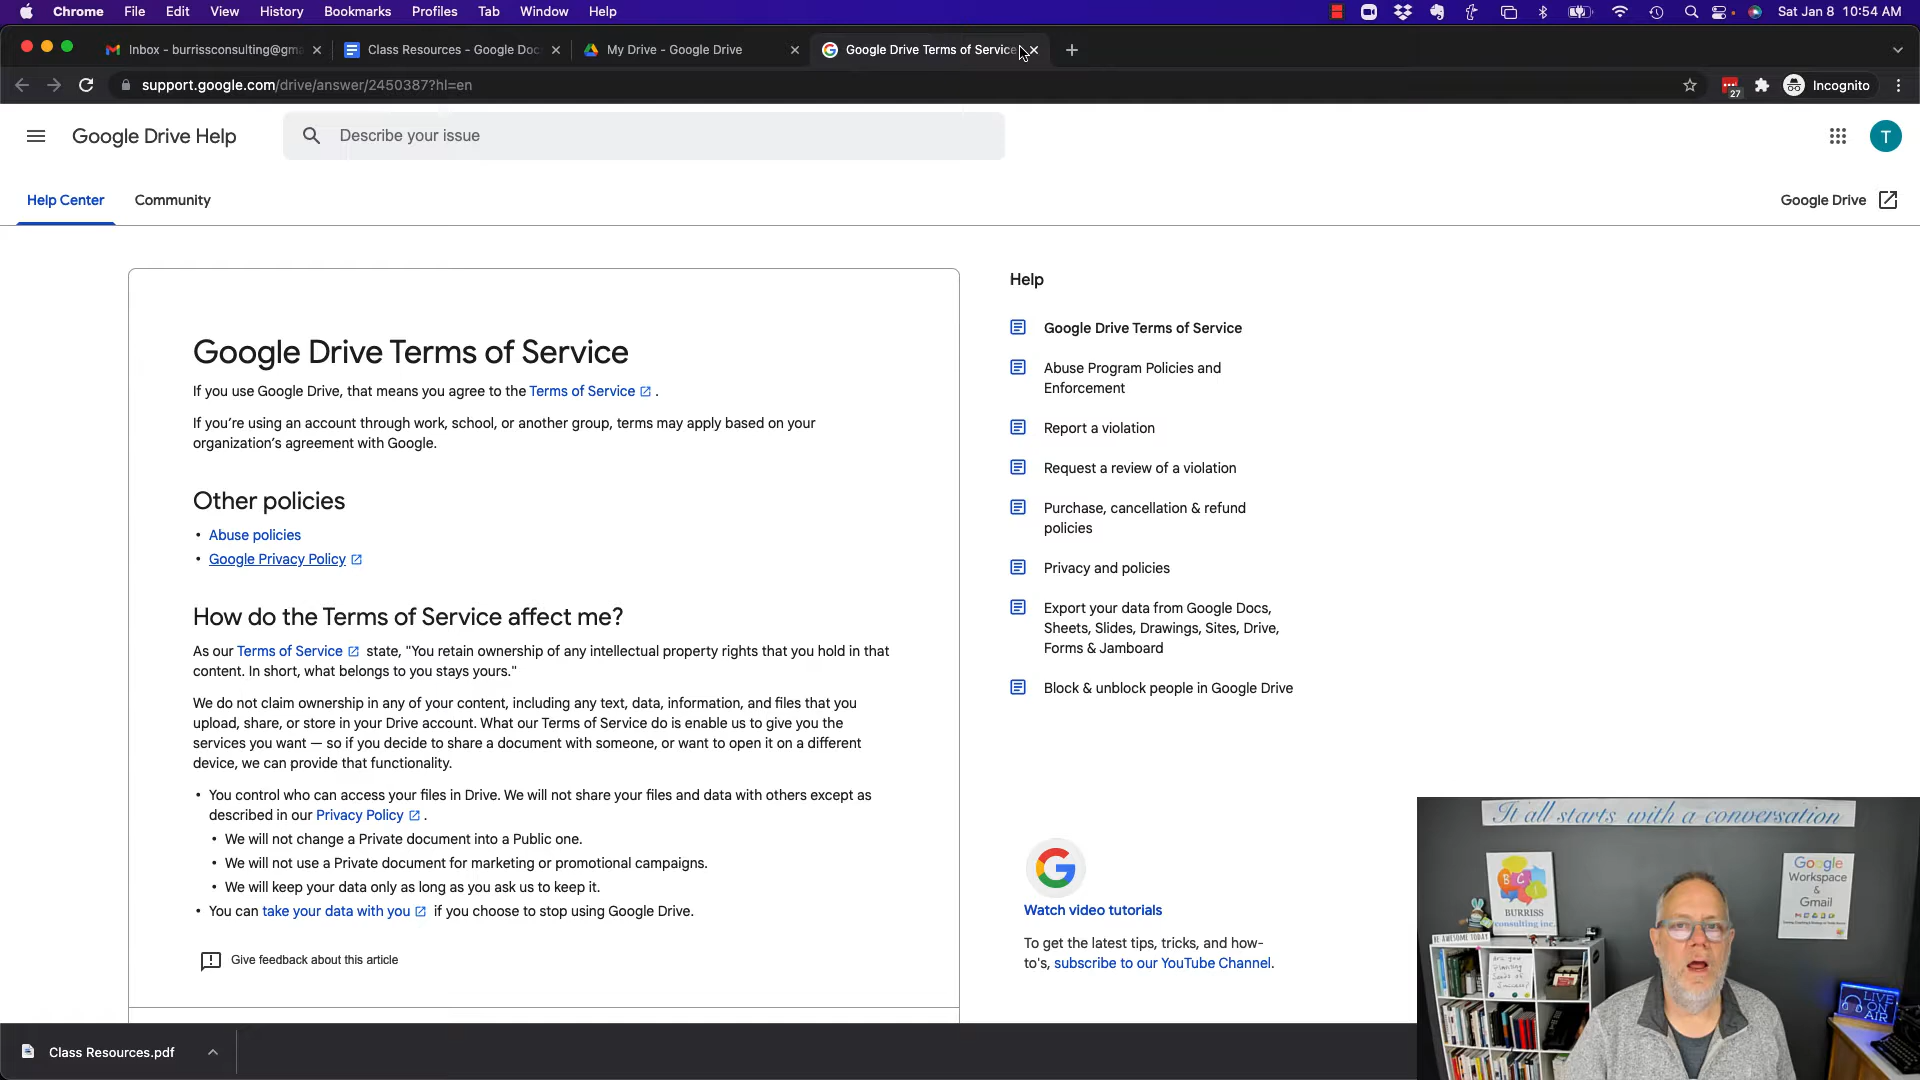 Chrome File Edit View History Bookmarks Profiles Tab Window Help
27
Sat Jan 8 10:54 AM
Inbox - burrissconsulting@gma
Class Resources - Google Doc
My Drive - Google Drive
Google Drive Terms of Service
support.google.com/drive/answer/2450387?hl=en
Incognito
Google Drive Help
Describe your issue
T
Help Center
Community
Google Drive
Google Drive Terms of Service
If you use Google Drive, that means you agree to the Terms of Service .
If you’re using an account through work, school, or another group, terms may apply based on your
organization’s agreement with Google.
Other policies
• Abuse policies
• Google Privacy Policy
How do the Terms of Service affect me?
As our Terms of Service state, "You retain ownership of any intellectual property rights that you hold in that
content. In short, what belongs to you stays yours."
We do not claim ownership in any of your content, including any text, data, information, and files that you
upload, share, or store in your Drive account. What our Terms of Service do is enable us to give you the
services you want — so if you decide to share a document with someone, or want to open it on a different
device, we can provide that functionality.
• You control who can access your files in Drive. We will not share your files and data with others except as
described in our Privacy Policy .
• We will not change a Private document into a Public one.
• We will not use a Private document for marketing or promotional campaigns.
• We will keep your data only as long as you ask us to keep it.
• You can take your data with you if you choose to stop using Google Drive.
Give feedback about this article
Help
Google Drive Terms of Service
Abuse Program Policies and
Enforcement
Report a violation
Request a review of a violation
Purchase, cancellation & refund
policies
Privacy and policies
Export your data from Google Docs,
Sheets, Slides, Drawings, Sites, Drive,
Forms & Jamboard
Block & unblock people in Google Drive
Watch video tutorials
To get the latest tips, tricks, and how-
to's, subscribe to our YouTube Channel.
It all starts with a conversation
B C I
BURRISS
consulting inc.
Google
Workspace
&
Gmail
BE AWESOME TODAY
LIVE
ON
AIR
Class Resources.pdf